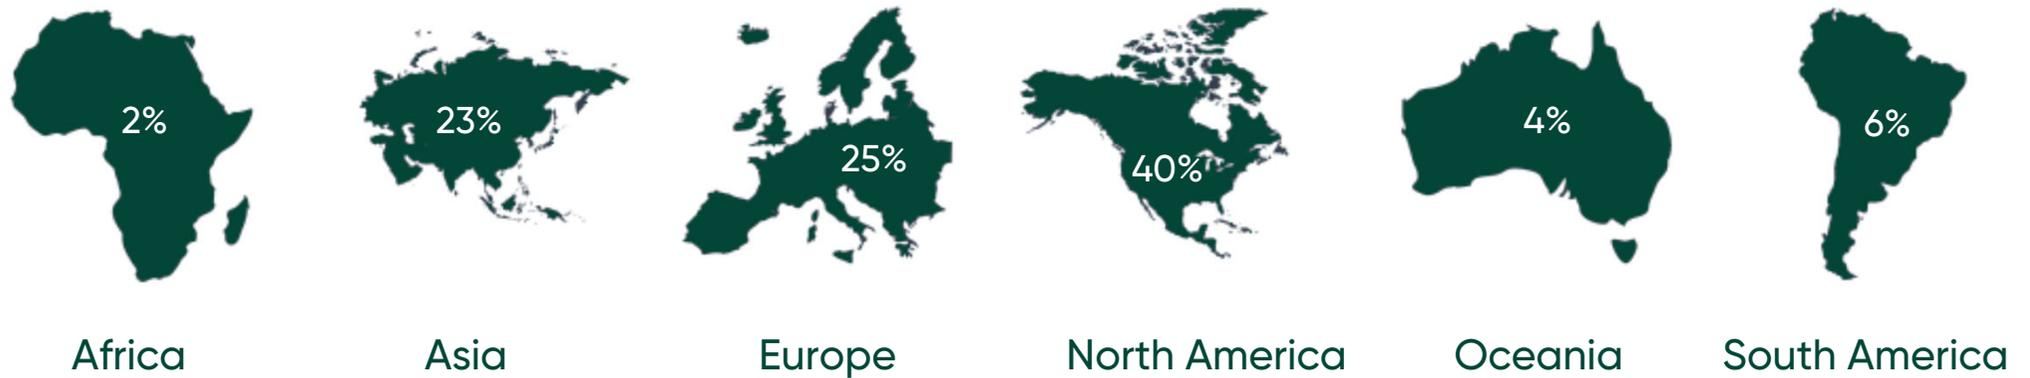 2%
23%
25%
40%
4%
6%
Africa
Asia
Europe
North America
Oceania
South America